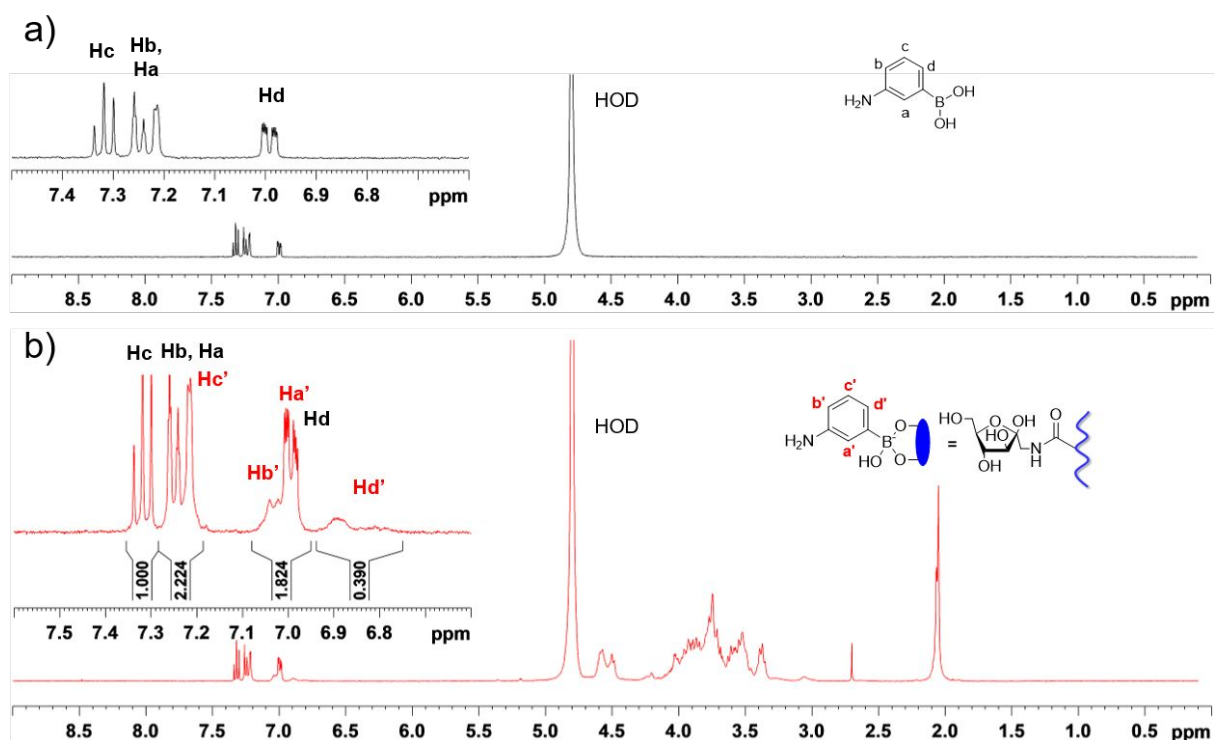 a)
Hc
Hb,
Ha
Hd
HOD
c
b
d
H₂N
a
B
OH
OH
7.4 7.3 7.2 7.1 7.0 6.9 6.8 ppm
8.5 8.0 7.5 7.0 6.5 6.0 5.5 5.0 4.5 4.0 3.5 3.0 2.5 2.0 1.5 1.0 0.5 ppm
b)
Hc
Hb, Ha
Hc'
Ha'
Hd
Hb'
Hd'
HOD
c'
b'
d'
H₂N
a'
B
O
O
HO
=
HO
O
OH
HO
OH
NH
O
1.000
2.224
1.824
0.390
7.5 7.4 7.3 7.2 7.1 7.0 6.9 6.8 ppm
8.5 8.0 7.5 7.0 6.5 6.0 5.5 5.0 4.5 4.0 3.5 3.0 2.5 2.0 1.5 1.0 0.5 ppm